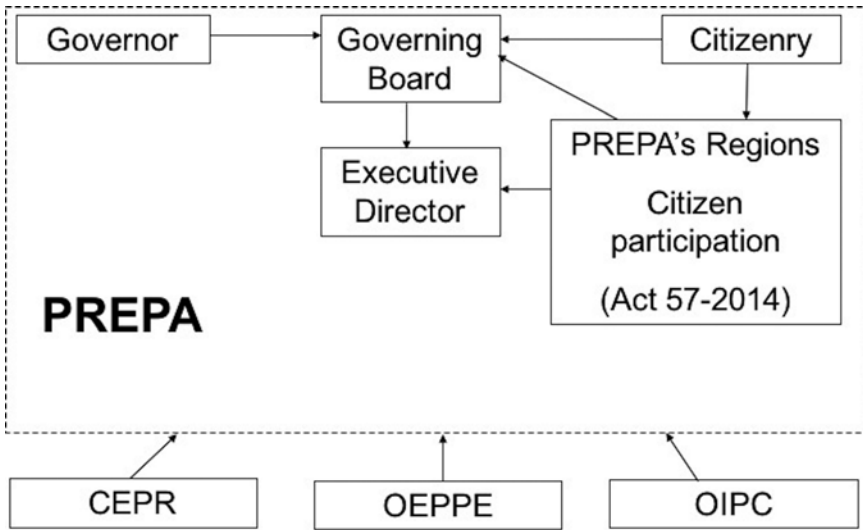 Governor
Governing
Board
Citizenry
Executive
Director
PREPA’s Regions
Citizen
participation
(Act 57-2014)
PREPA
CEPR
OEPPE
OIPC